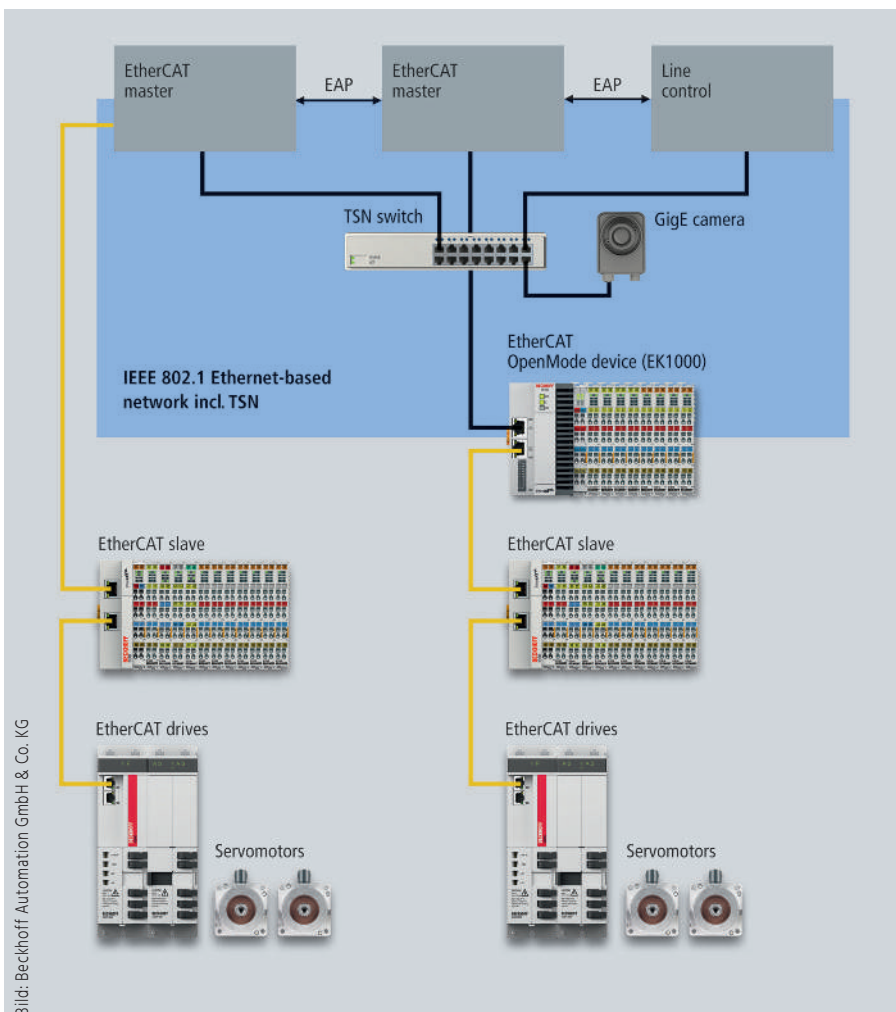 EtherCAT
master
EAP
EtherCAT
master
EAP
Line
control
TSN switch
GigE camera
EtherCAT
OpenMode device (EK1000)
IEEE 802.1 Ethernet-based
network incl. TSN
EtherCAT slave
EtherCAT slave
BECKHOFF
BECKHOFF
EtherCAT drives
EtherCAT drives
Servomotors
Servomotors
Bild: Beckhoff Automation GmbH & Co. KG